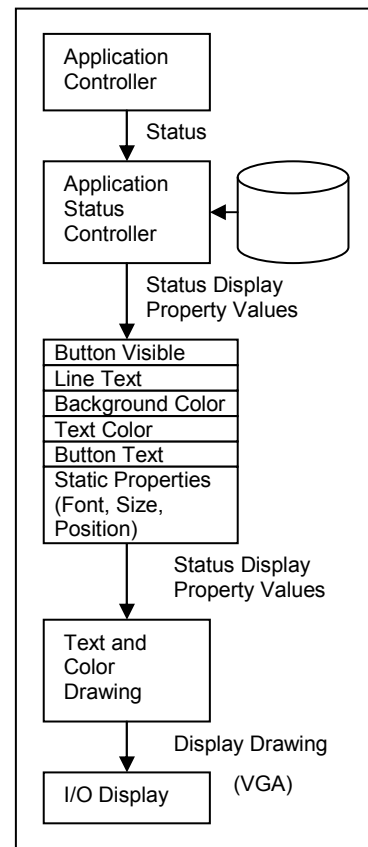 Application
Controller
Status
Application
Status
Controller
Status Display
Property Values
Button Visible
Line Text
Background Color
Text Color
Button Text
Static Properties
(Font, Size,
Position)
Status Display
Property Values
Text and
Color
Drawing
Display Drawing
(VGA)
I/O Display